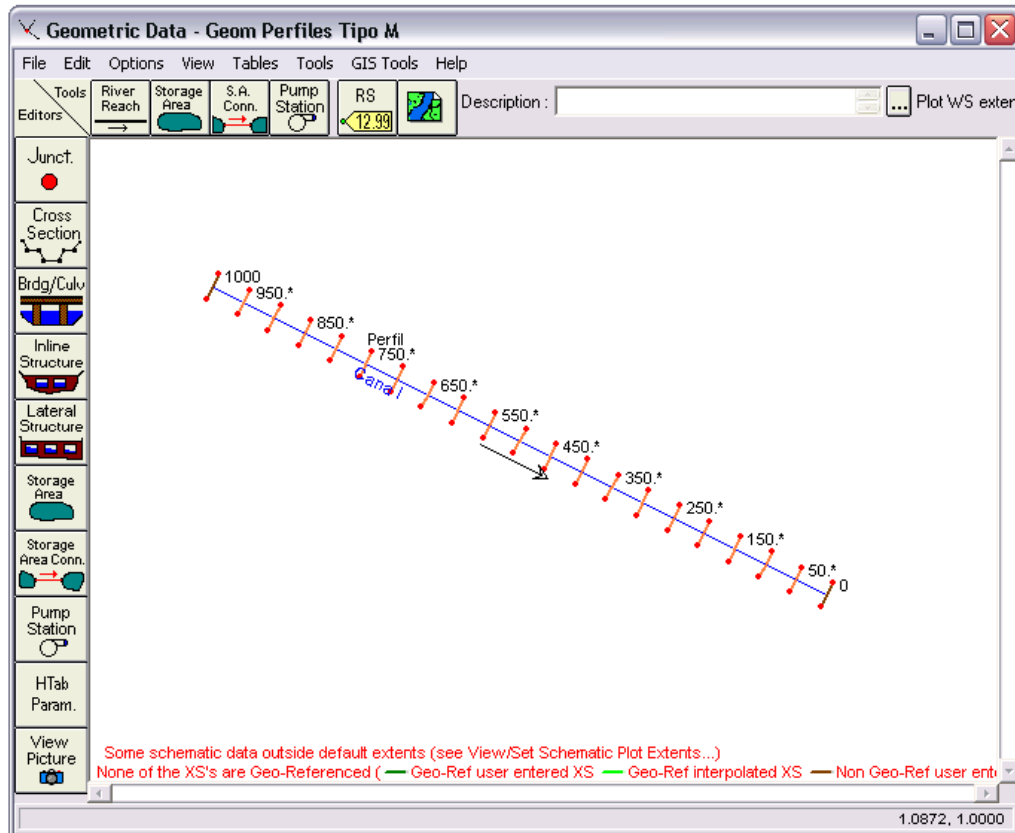 Geometric Data - Geom Perfiles Tipo M
File Edit Options View Tables Tools GIS Tools Help
Tools
Editors
River
Reach
Storage
Area
S.A.
Conn.
Pump
Station
RS
12.99
Description :
...
Plot WS exten
Junct.
Cross
Section
Brdg/Culv
Inline
Structure
Lateral
Structure
Storage
Area
Storage
Area Conn.
Pump
Station
HTab
Param.
View
Picture
1000
950.*
850.*
Perfil
750.*
Canal
650.*
550.*
450.*
350.*
250.*
150.*
50.*
0
Some schematic data outside default extents (see View/Set Schematic Plot Extents...)
None of the XS's are Geo-Referenced ( Geo-Ref user entered XS Geo-Ref interpolated XS Non Geo-Ref user ent
1.0872, 1.0000